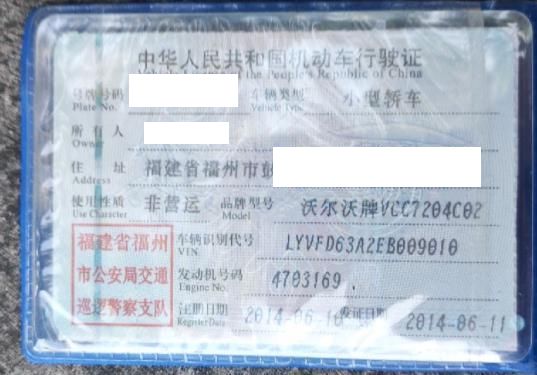 中华人民共和国机动车行驶证
Vehicle License of the People's Republic of China
号牌号码 Plate No. 车辆类型 Vehicle Type 小型轿车
所有人 Owner
住址 Address 福建省福州市
使用性质 Use Character 非营运 品牌型号 Model 沃尔沃牌VCC7204C02
福建省福州 车辆识别代号 VIN LYVFD63A2EB009010
市公安局交通 发动机号码 Engine No. 4703169
巡逻警察支队 注册日期 Register Date 2014-06-10 发证日期 2014-06-11